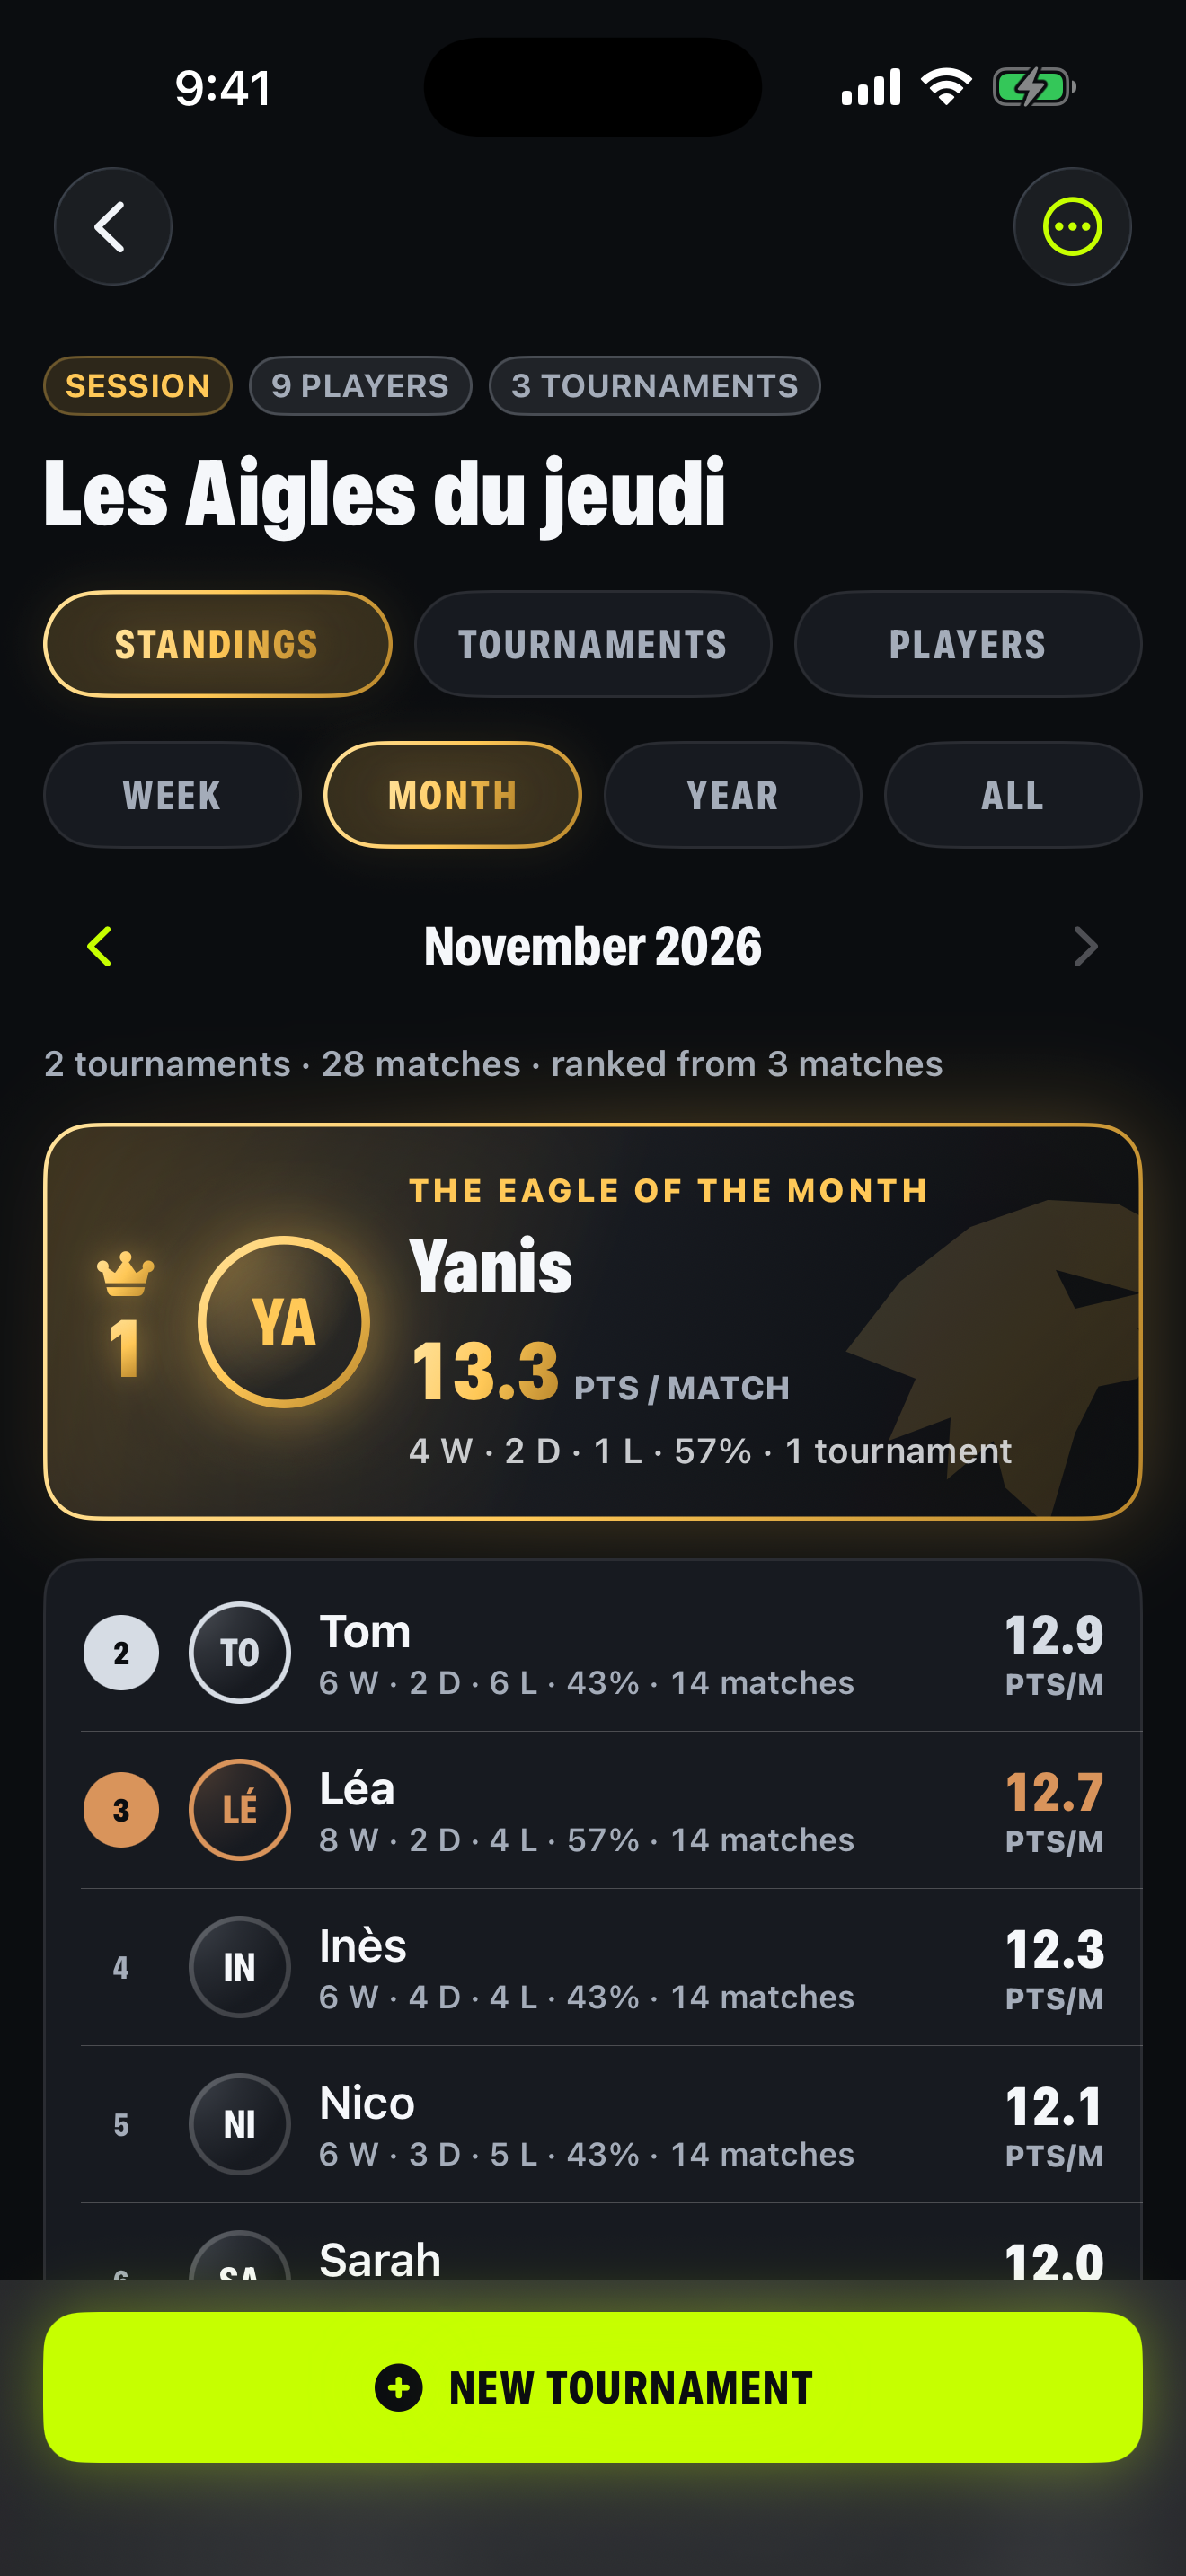 9:41
SESSION 9 PLAYERS 3 TOURNAMENTS
Les Aigles du jeudi
STANDINGS TOURNAMENTS PLAYERS
WEEK MONTH YEAR ALL
November 2026
2 tournaments · 28 matches · ranked from 3 matches
THE EAGLE OF THE MONTH
1 YA Yanis
13.3 PTS / MATCH
4 W · 2 D · 1 L · 57% · 1 tournament
2 TO Tom 12.9
6 W · 2 D · 6 L · 43% · 14 matches PTS/M
3 LÉ Léa 12.7
8 W · 2 D · 4 L · 57% · 14 matches PTS/M
4 IN Inès 12.3
6 W · 4 D · 4 L · 43% · 14 matches PTS/M
5 NI Nico 12.1
6 W · 3 D · 5 L · 43% · 14 matches PTS/M
6 SA Sarah 12.0
NEW TOURNAMENT